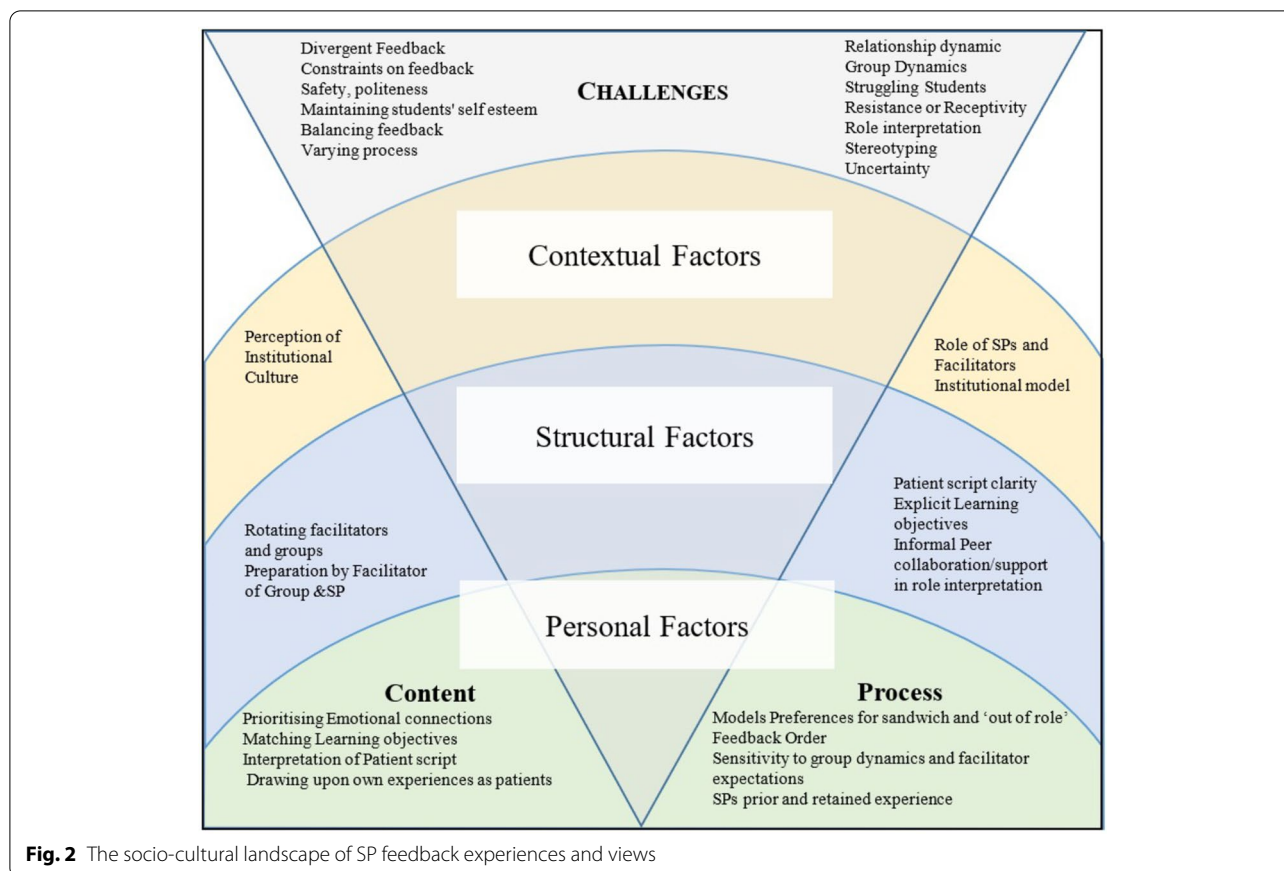 Divergent Feedback
Constraints on feedback
Safety, politeness
Maintaining students' self esteem
Balancing feedback
Varying process
CHALLENGES
Relationship dynamic
Group Dynamics
Struggling Students
Resistance or Receptivity
Role interpretation
Stereotyping
Uncertainty
Contextual Factors
Perception of
Institutional
Culture
Role of SPs and
Facilitators
Institutional model
Structural Factors
Rotating facilitators
and groups
Preparation by Facilitator
of Group &SP
Patient script clarity
Explicit Learning
objectives
Informal Peer
collaboration/support
in role interpretation
Personal Factors
Content
Prioritising Emotional connections
Matching Learning objectives
Interpretation of Patient script
Drawing upon own experiences as patients
Process
Models Preferences for sandwich and ‘out of role’
Feedback Order
Sensitivity to group dynamics and facilitator
expectations
SPs prior and retained experience
Fig. 2 The socio-cultural landscape of SP feedback experiences and views